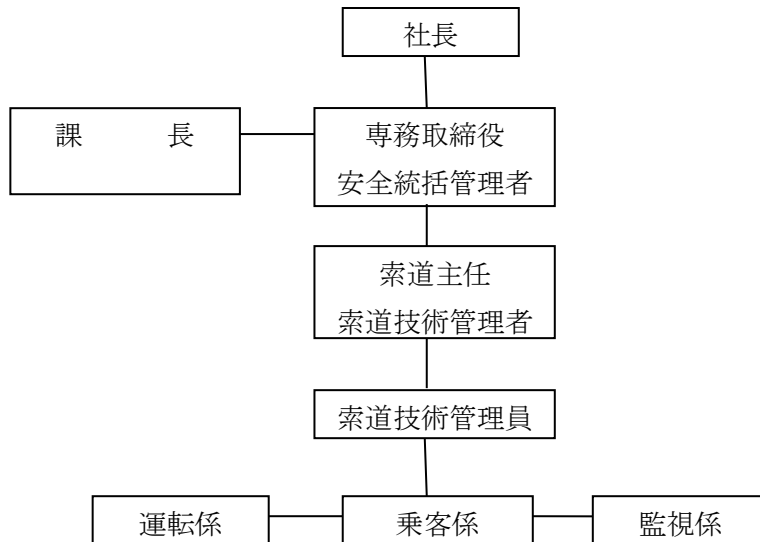 社長
課　　　長
専務取締役
安全統括管理者
索道主任
索道技術管理者
索道技術管理員
運転係
乗客係
監視係